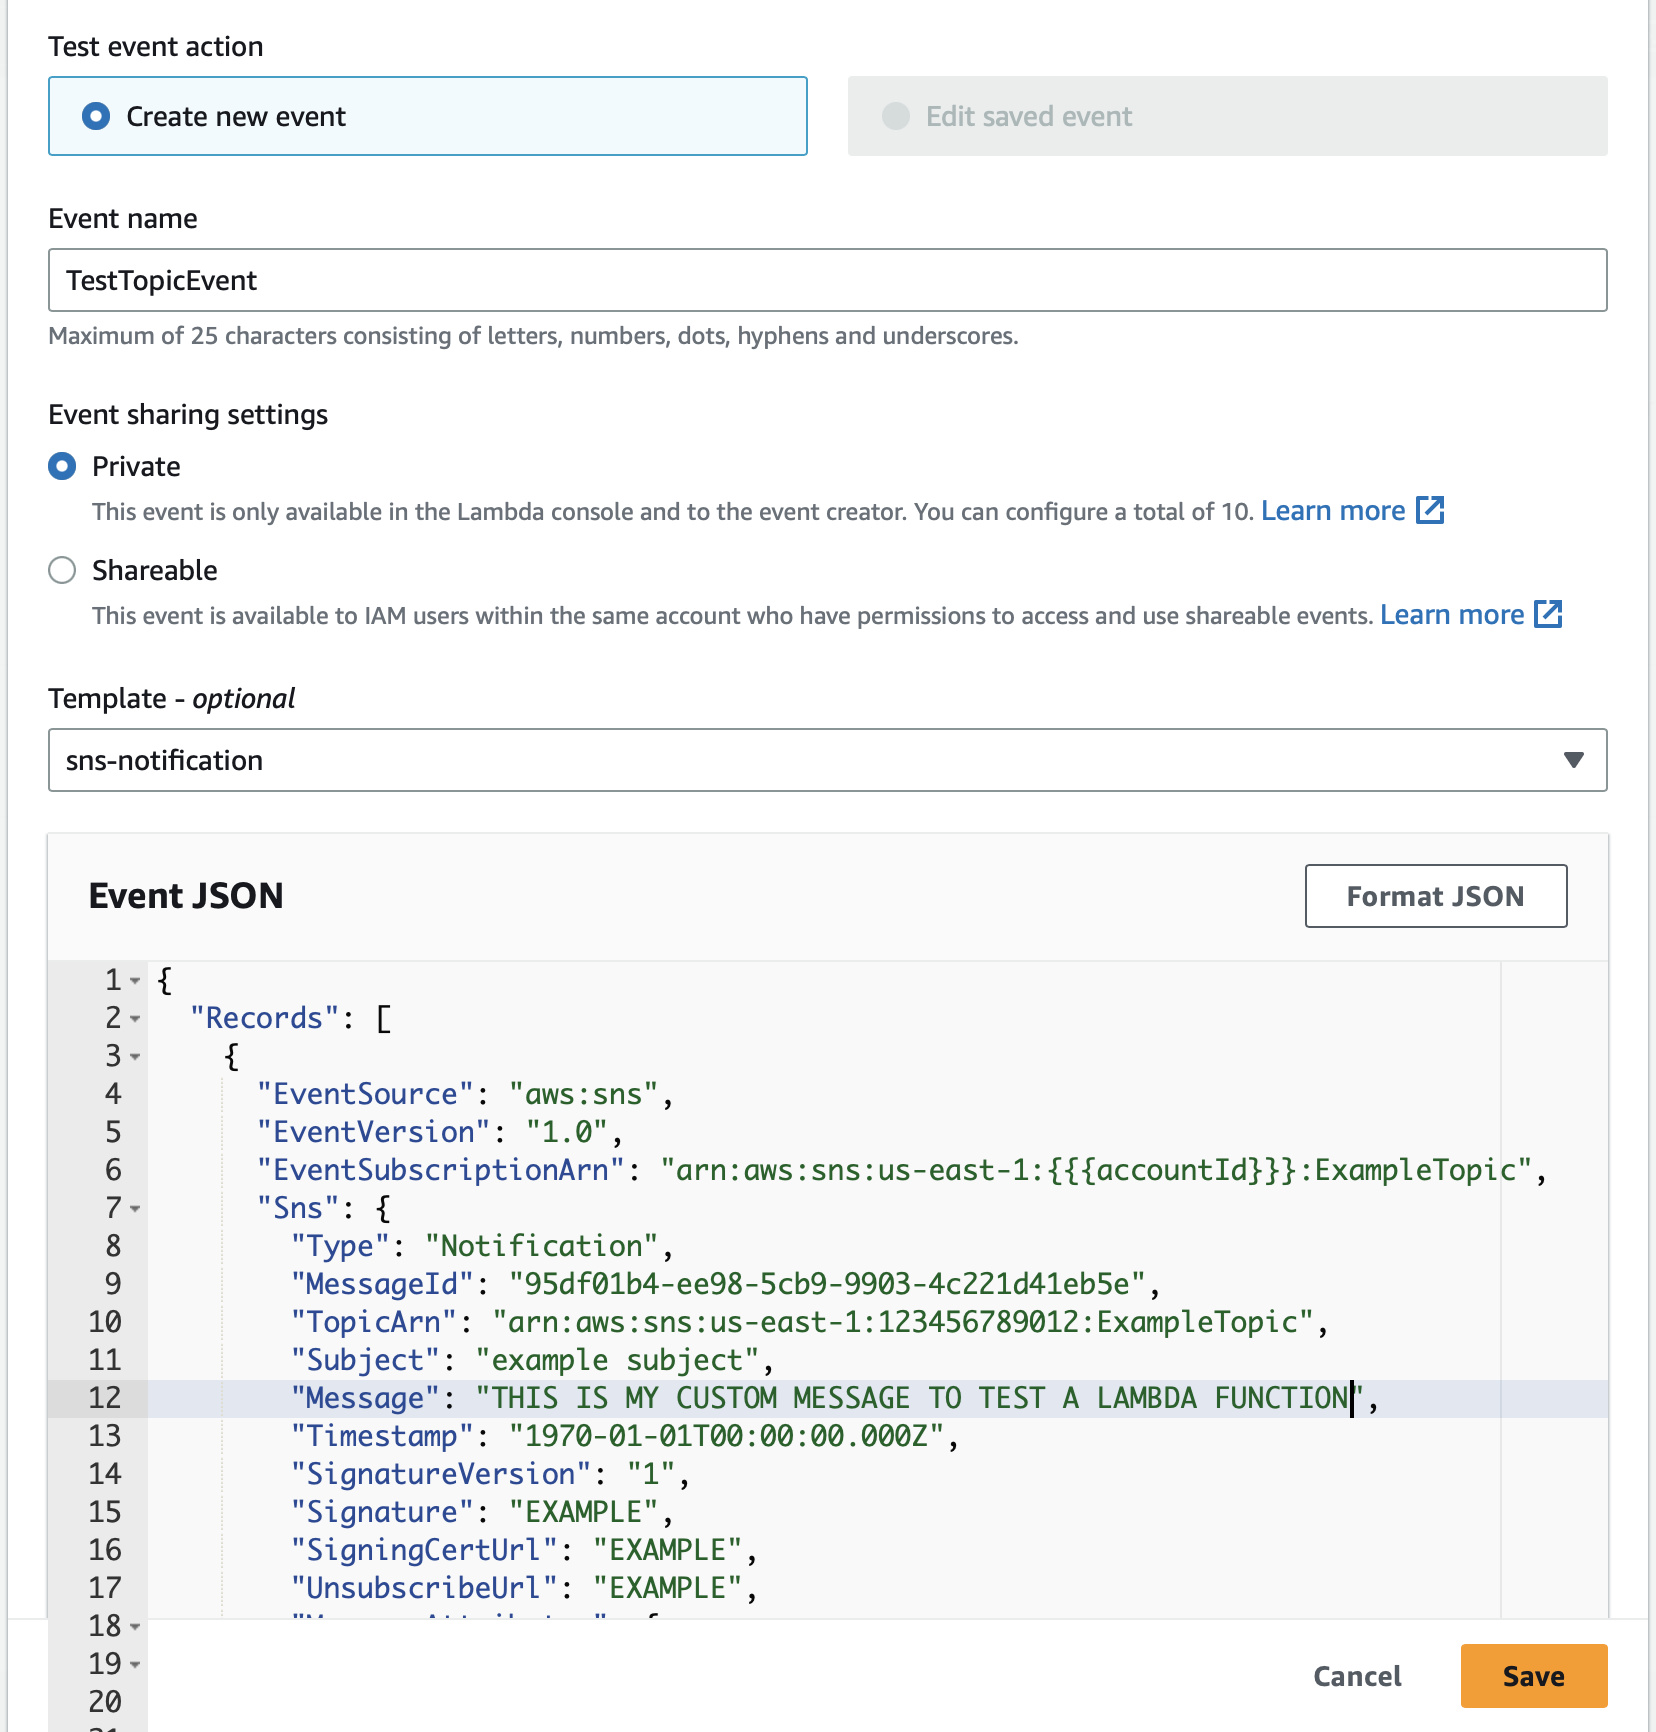 Test event action
Create new event
Edit saved event
Event name
TestTopicEvent
Maximum of 25 characters consisting of letters, numbers, dots, hyphens and underscores.
Event sharing settings
Private
This event is only available in the Lambda console and to the event creator. You can configure a total of 10. Learn more
Shareable
This event is available to IAM users within the same account who have permissions to access and use shareable events. Learn more
Template - optional
sns-notification
Event JSON
Format JSON
1 {
2 "Records": [
3 {
4 "EventSource": "aws:sns",
5 "EventVersion": "1.0",
6 "EventSubscriptionArn": "arn:aws:sns:us-east-1:{{{accountId}}}:ExampleTopic",
7 "Sns": {
8 "Type": "Notification",
9 "MessageId": "95df01b4-ee98-5cb9-9903-4c221d41eb5e",
10 "TopicArn": "arn:aws:sns:us-east-1:123456789012:ExampleTopic",
11 "Subject": "example subject",
12 "Message": "THIS IS MY CUSTOM MESSAGE TO TEST A LAMBDA FUNCTION",
13 "Timestamp": "1970-01-01T00:00:00.000Z",
14 "SignatureVersion": "1",
15 "Signature": "EXAMPLE",
16 "SigningCertUrl": "EXAMPLE",
17 "UnsubscribeUrl": "EXAMPLE",
18
19
20
Cancel
Save